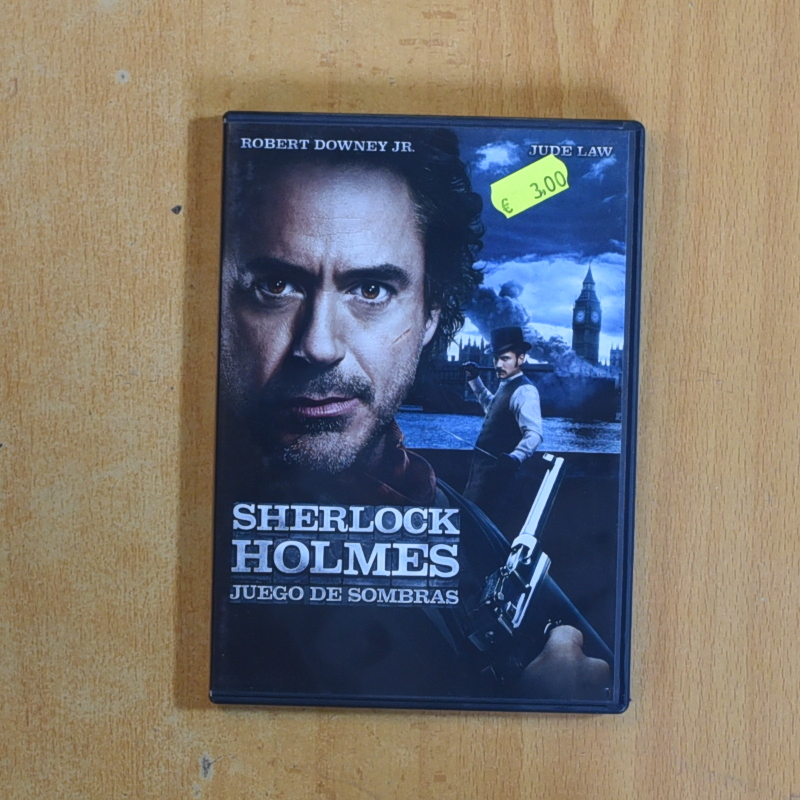 ROBERT DOWNEY JR.
JUDE LAW
€ 3,00
SHERLOCK
HOLMES
JUEGO DE SOMBRAS